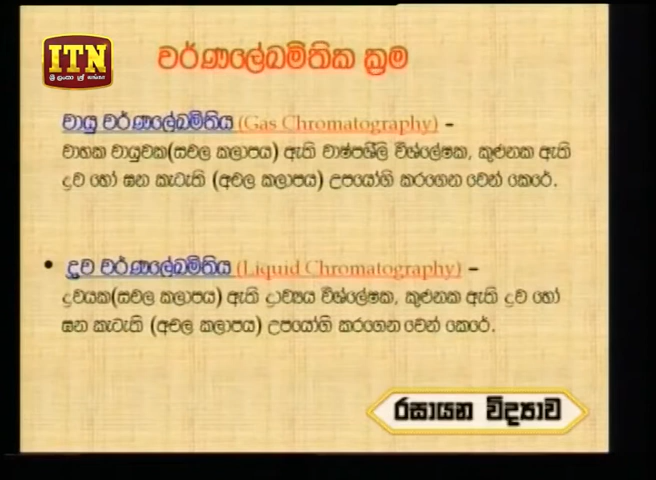 ITN
ශ්‍රී ලංකා ශ්‍රේ හෝසා
වර්ණලේඛමිතික ක්‍රම
වායු වර්ණලේඛමිතිය (Gas Chromatography) –
වාහක වායුවක(සචල කලාපය) ඇති වාෂ්පශීලි විශ්ලේෂක, කුළුනක ඇති
ද්‍රව හෝ ඝන කැටැති (අචල කලාපය) උපයෝගි කරගෙන වෙන් කෙරේ.
• ද්‍රව වර්ණලේඛමිතිය (Liquid Chromatography) –
ද්‍රවයක(සචල කලාපය) ඇති ද්‍රාව්‍යය විශ්ලේෂක, කුළුනක ඇති ද්‍රව හෝ
ඝන කැටැති (අචල කලාපය) උපයෝගි කරගෙන වෙන් කෙරේ.
රසායන විද්‍යාව